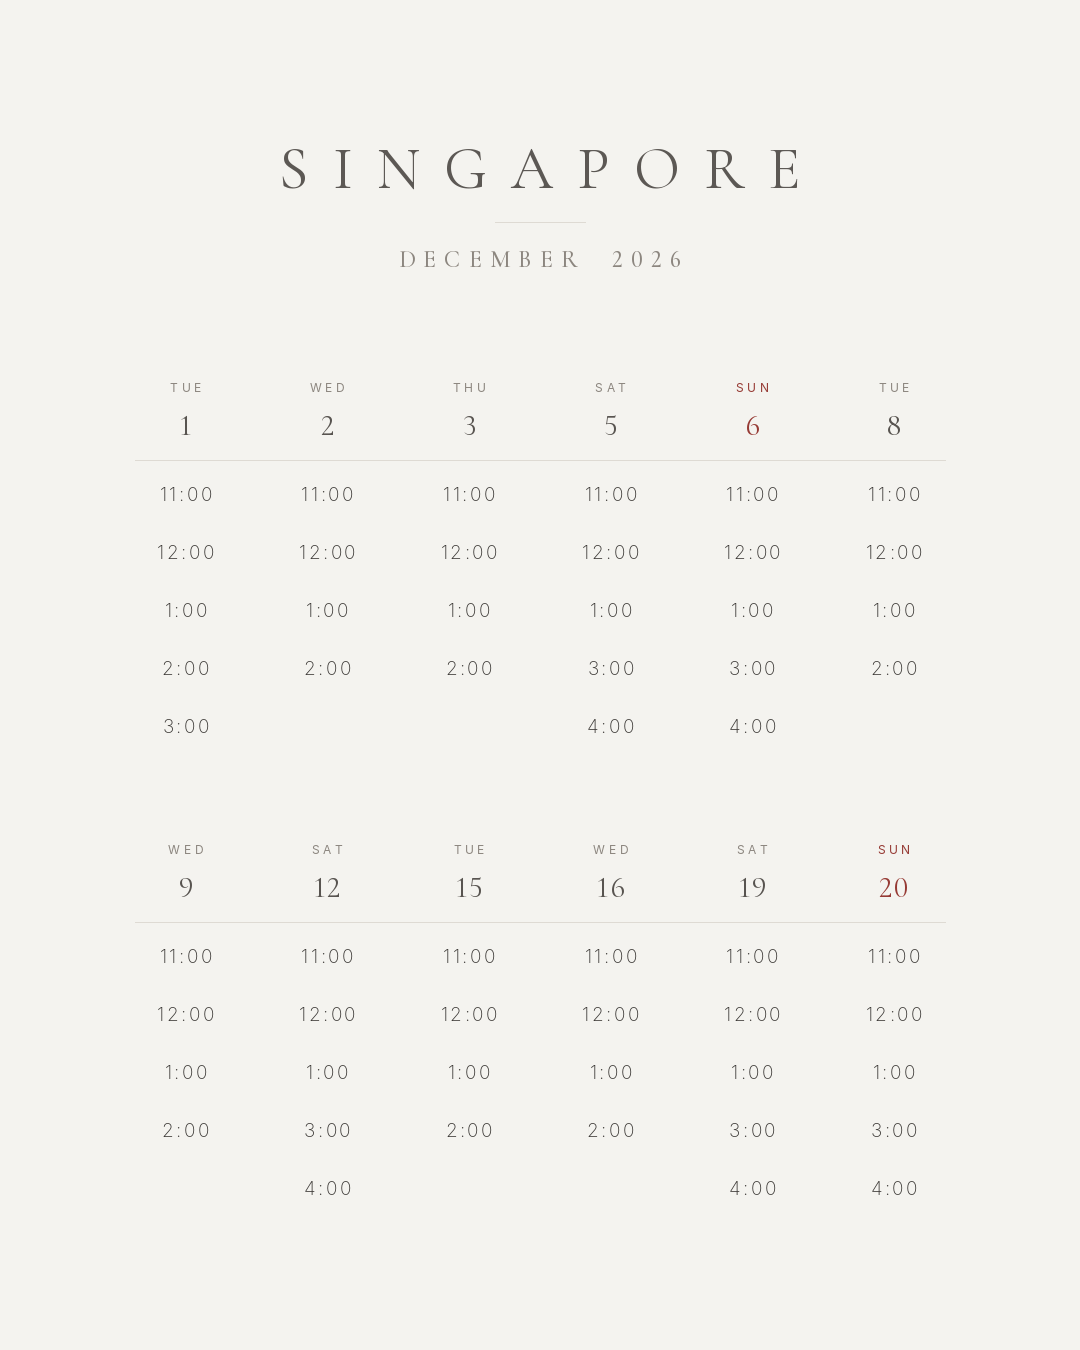 SINGAPORE
DECEMBER 2026
TUE WED THU SAT SUN TUE
1 2 3 5 6 8
11:00 11:00 11:00 11:00 11:00 11:00
12:00 12:00 12:00 12:00 12:00 12:00
1:00 1:00 1:00 1:00 1:00 1:00
2:00 2:00 2:00 3:00 3:00 2:00
3:00 4:00 4:00
WED SAT TUE WED SAT SUN
9 12 15 16 19 20
11:00 11:00 11:00 11:00 11:00 11:00
12:00 12:00 12:00 12:00 12:00 12:00
1:00 1:00 1:00 1:00 1:00 1:00
2:00 3:00 2:00 2:00 3:00 3:00
4:00 4:00 4:00